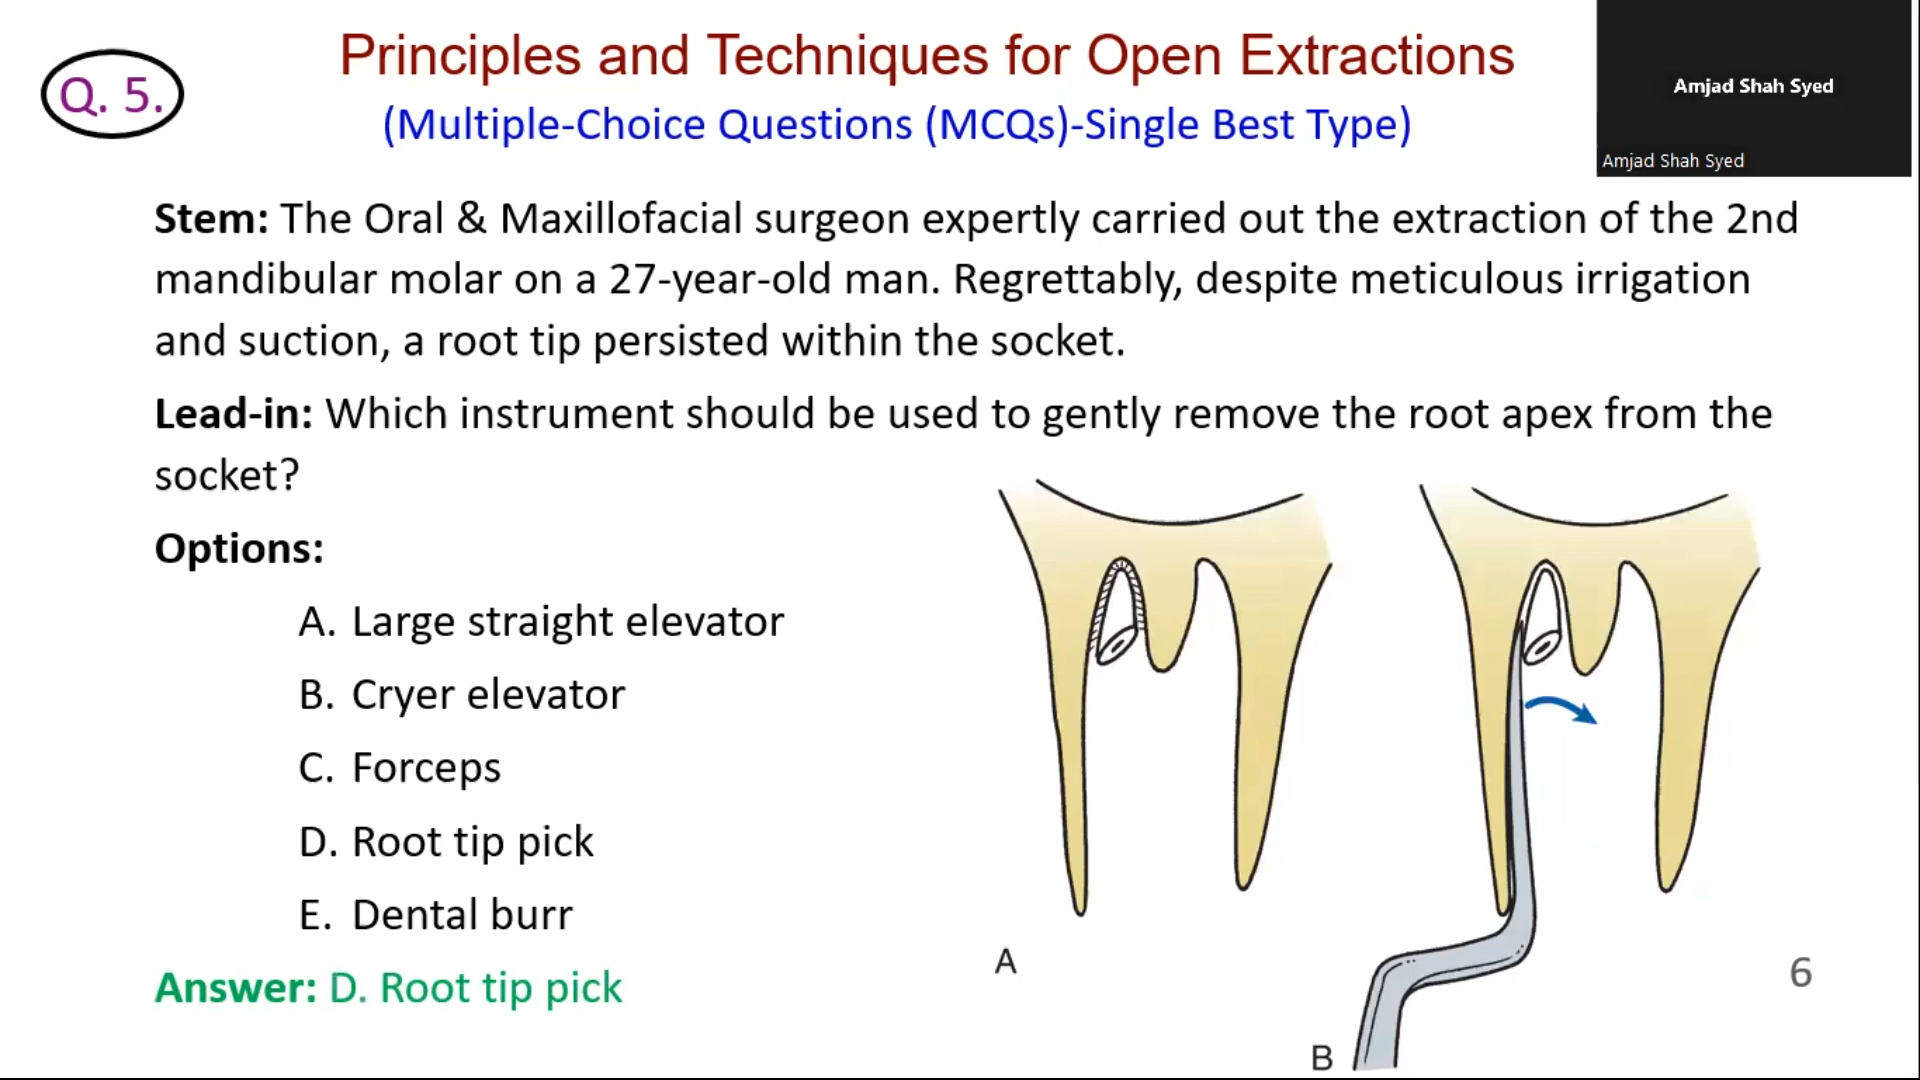 Q. 5.
Principles and Techniques for Open Extractions
(Multiple-Choice Questions (MCQs)-Single Best Type)
Amjad Shah Syed
Amjad Shah Syed
Stem: The Oral & Maxillofacial surgeon expertly carried out the extraction of the 2nd
mandibular molar on a 27-year-old man. Regrettably, despite meticulous irrigation
and suction, a root tip persisted within the socket.
Lead-in: Which instrument should be used to gently remove the root apex from the
socket?
Options:
A. Large straight elevator
B. Cryer elevator
C. Forceps
D. Root tip pick
E. Dental burr
Answer: D. Root tip pick
A
B
6